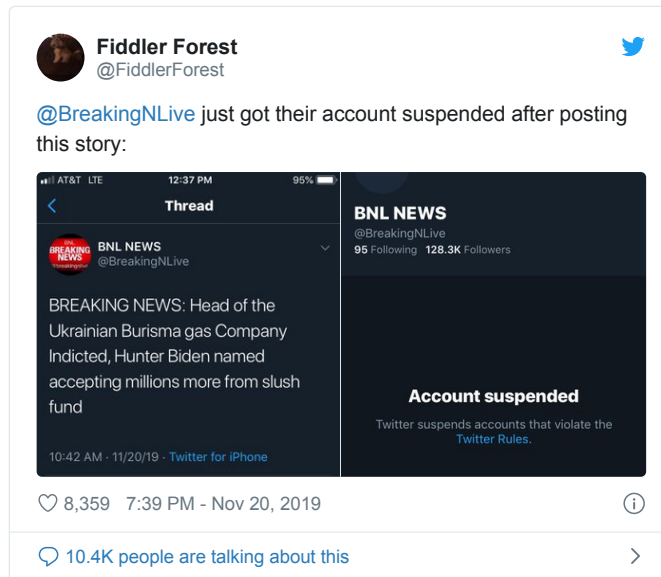 Fiddler Forest
@FiddlerForest
@BreakingNLive just got their account suspended after posting
this story:
AT&T LTE 12:37 PM 95%
Thread
BNL
BREAKING
NEWS
BNL NEWS
@BreakingNLive
BREAKING NEWS: Head of the
Ukrainian Burisma gas Company
Indicted, Hunter Biden named
accepting millions more from slush
fund
10:42 AM · 11/20/19 · Twitter for iPhone
BNL NEWS
@BreakingNLive
95 Following 128.3K Followers
Account suspended
Twitter suspends accounts that violate the
Twitter Rules.
8,359 7:39 PM - Nov 20, 2019
10.4K people are talking about this